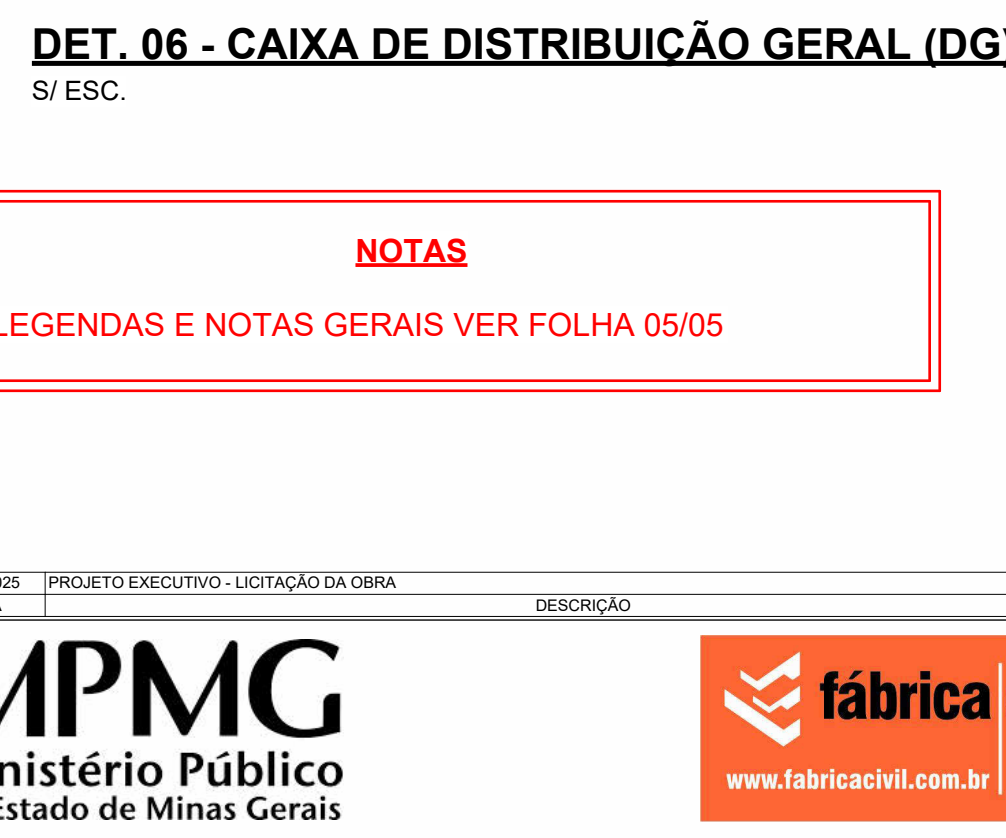 DET. 06 - CAIXA DE DISTRIBUIÇÃO GERAL (DG)
S/ ESC.
NOTAS
LEGENDAS E NOTAS GERAIS VER FOLHA 05/05
025 PROJETO EXECUTIVO - LICITAÇÃO DA OBRA
A DESCRIÇÃO
MPMG
nistério Público
Estado de Minas Gerais
fábrica
www.fabricacivil.com.br